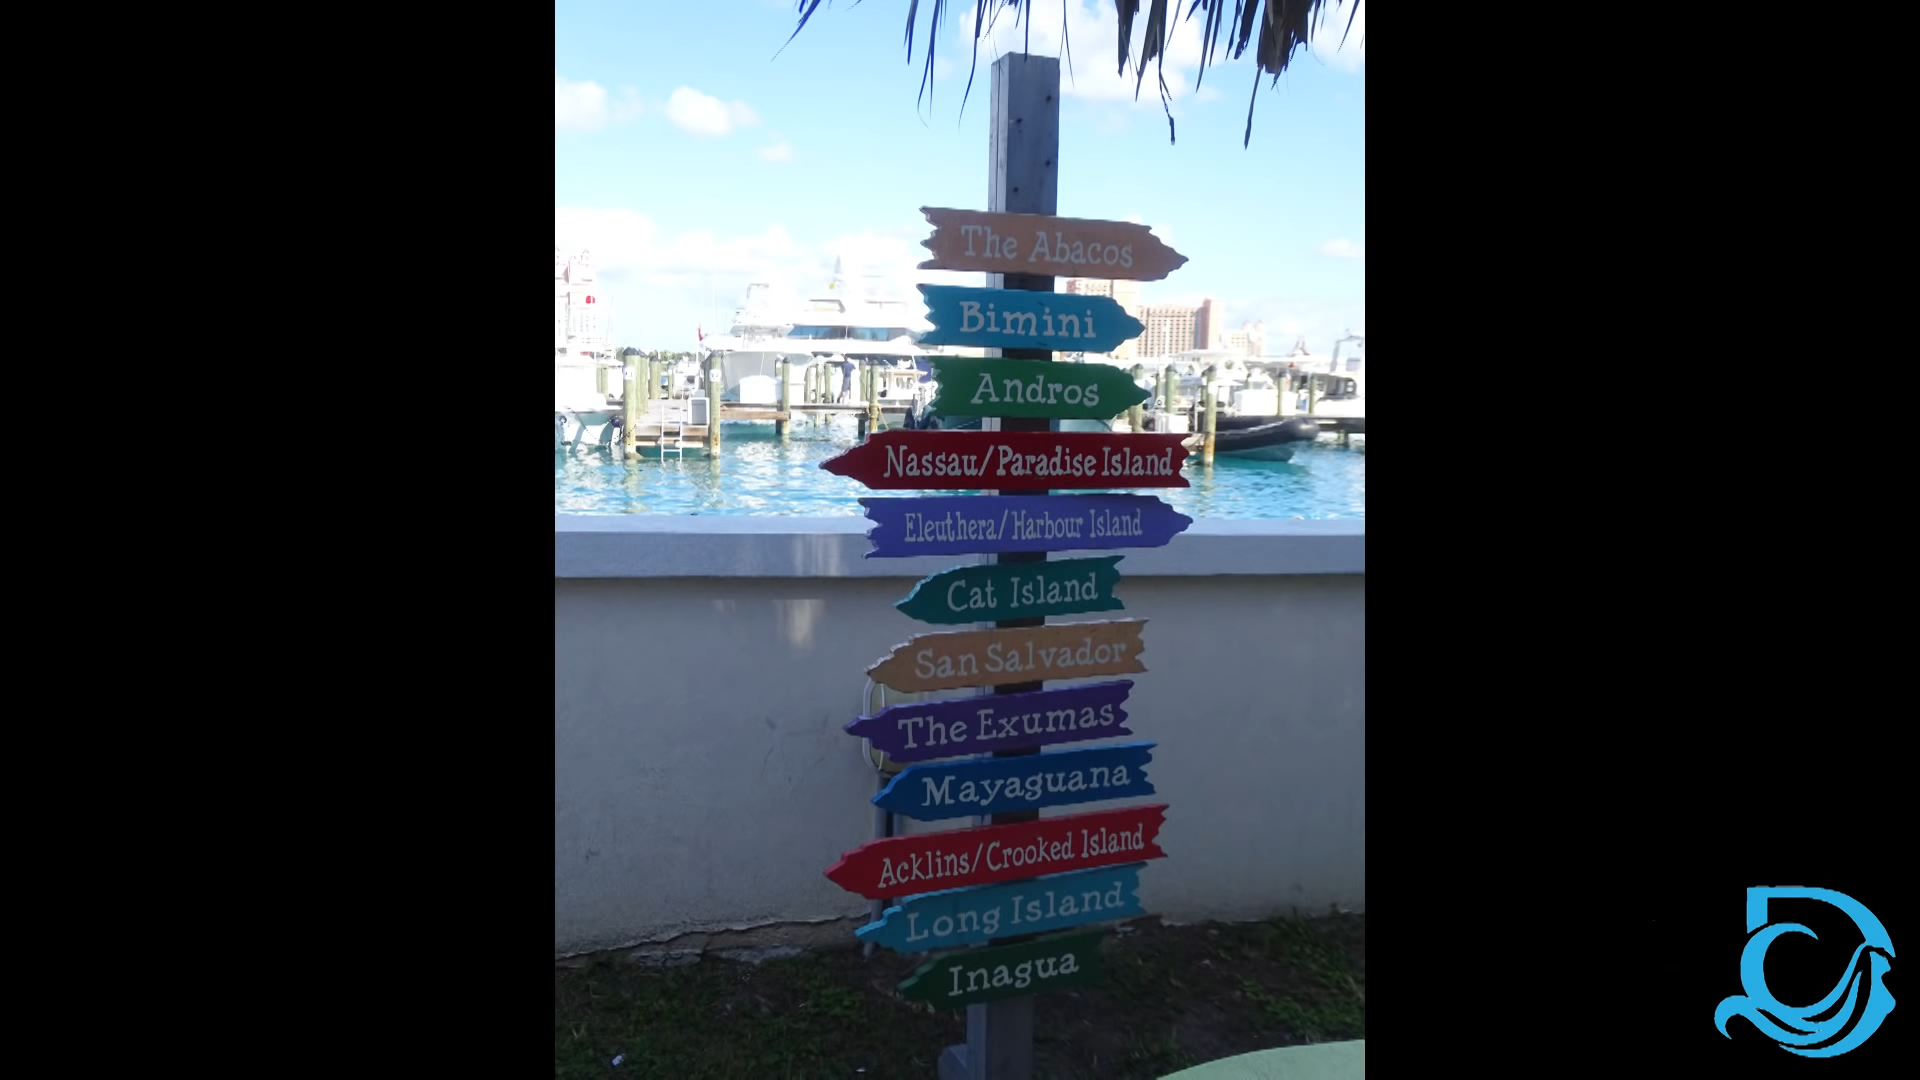 The Abacos
Bimini
Andros
Nassau/Paradise Island
Eleuthera/Harbour Island
Cat Island
San Salvador
The Exumas
Mayaguana
Acklins/Crooked Island
Long Island
Inagua